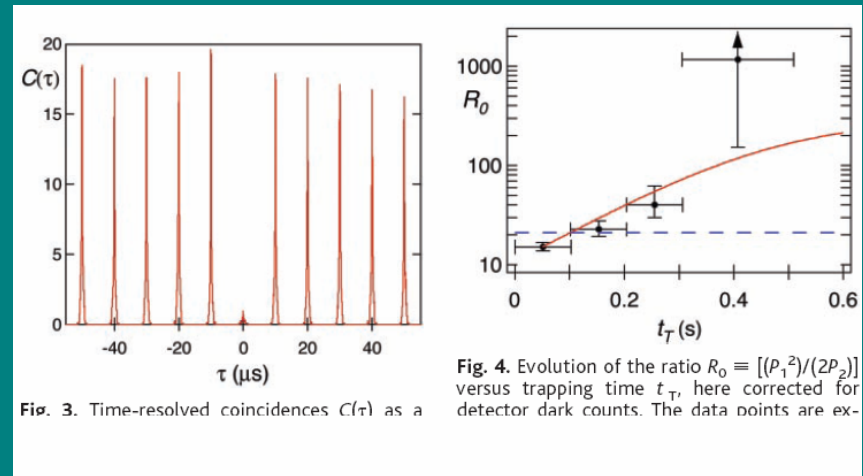 20
C(τ)
15
10
5
0
-40 -20 0 20 40
τ (μs)
Fig. 3. Time-resolved coincidences C(τ) as a
1000
R₀
100
10
0 0.2 0.4 0.6
t_T (s)
Fig. 4. Evolution of the ratio R₀ ≡ [(P₁²)/(2P₂)]
versus trapping time t_T, here corrected for
detector dark counts. The data points are ex-